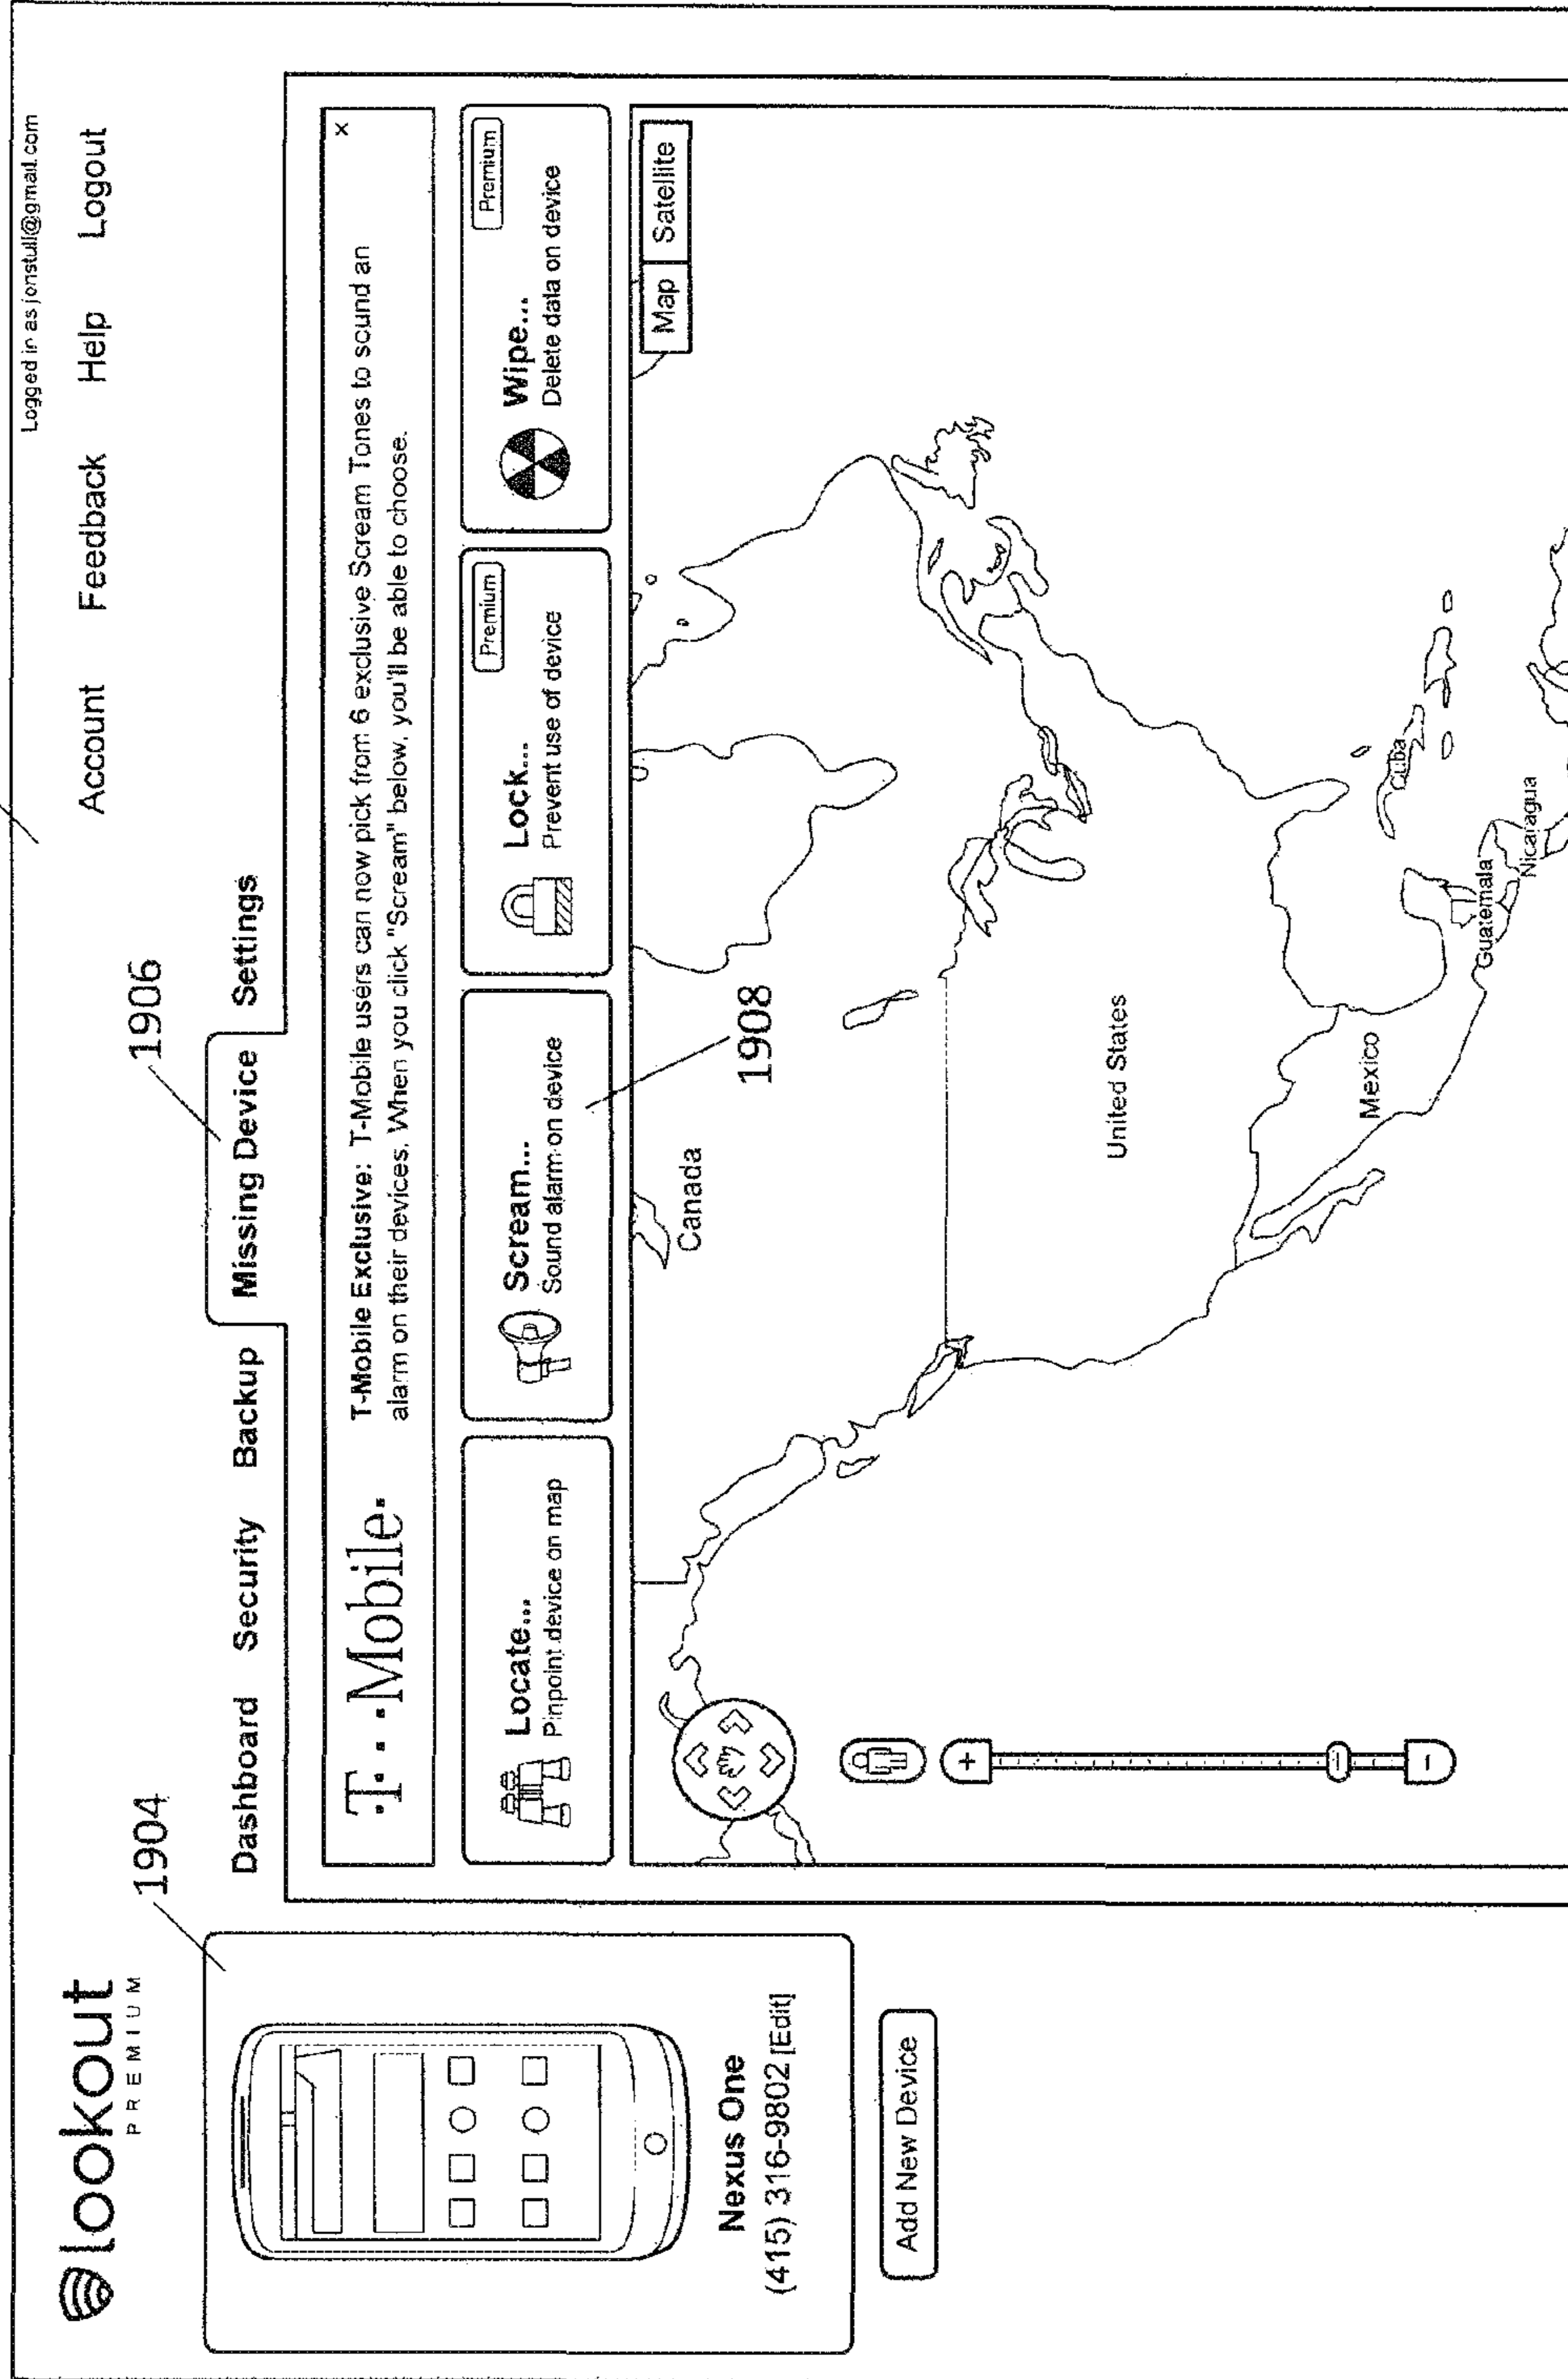 Logged in as jonstull@gmail.com
lookout
PREMIUM
Account Feedback Help Logout
1904
1906
Dashboard Security Backup Missing Device Settings
T··Mobile·
T-Mobile Exclusive: T-Mobile users can now pick from 6 exclusive Scream Tones to sound an
alarm on their devices. When you click "Scream" below, you'll be able to choose.
x
Locate...
Pinpoint device on map
Scream...
Sound alarm on device
Lock...
Prevent use of device
Premium
Wipe...
Delete data on device
Premium
1908
Map Satellite
Canada
United States
Mexico
Cuba
Guatemala
Nicaragua
+
-
Nexus One
(415) 316-9802 [Edit]
Add New Device